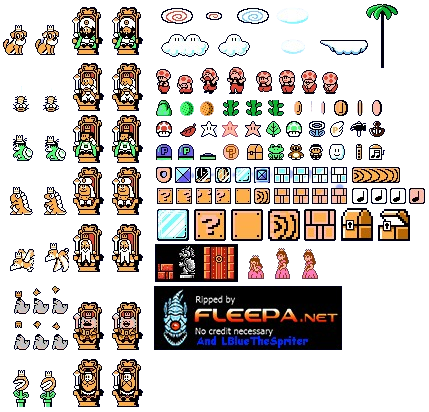 P P
? ?
Ripped by
FLEEPA.NET
No credit necessary
And LBlueTheSpriter